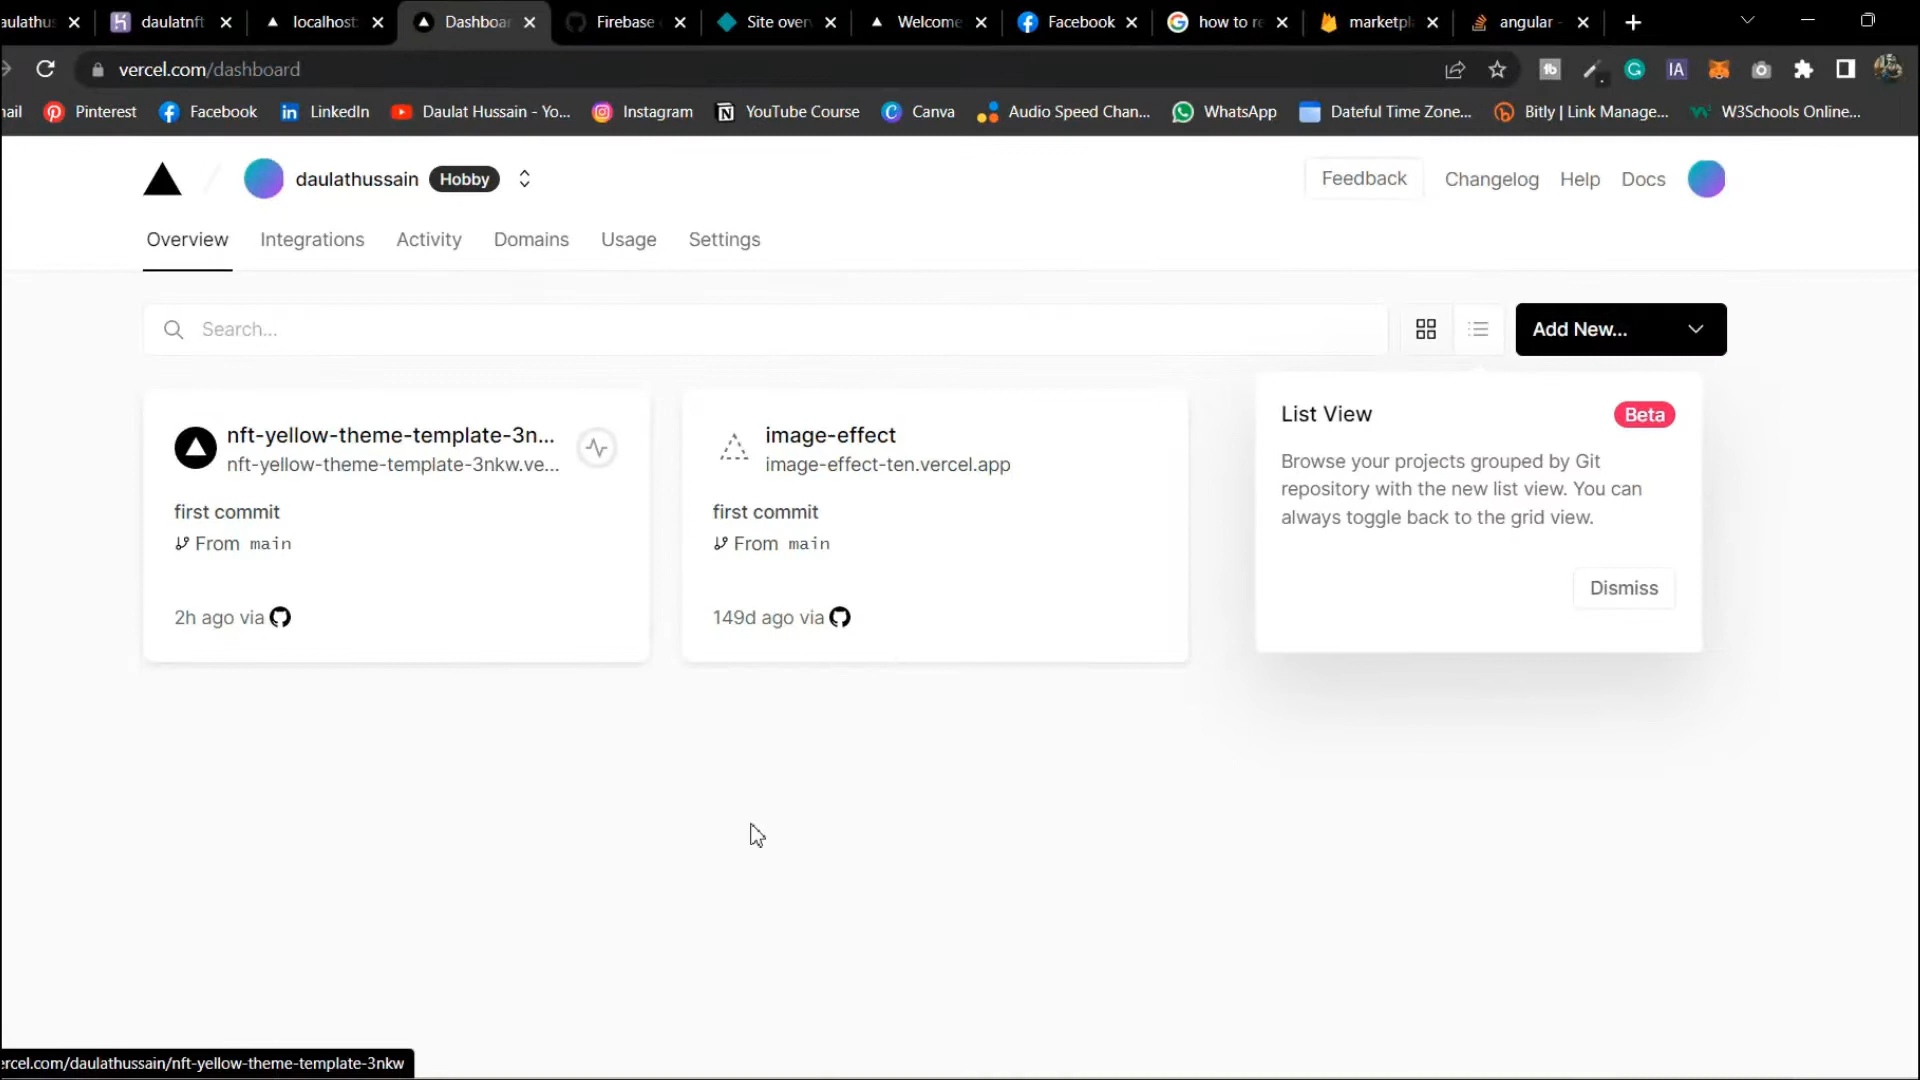 aulathus
daulatnft
localhost:
Dashboar
Firebase
Site over
Welcome
Facebook
how to re
marketpl
angular -
vercel.com/dashboard
nail
Pinterest
Facebook
LinkedIn
Daulat Hussain - Yo...
Instagram
YouTube Course
Canva
Audio Speed Chan...
WhatsApp
Dateful Time Zone...
Bitly | Link Manage...
W3Schools Online...
daulathussain
Hobby
Feedback
Changelog
Help
Docs
Overview
Integrations
Activity
Domains
Usage
Settings
Search...
Add New...
nft-yellow-theme-template-3n...
nft-yellow-theme-template-3nkw.ve...
first commit
From main
2h ago via
image-effect
image-effect-ten.vercel.app
first commit
From main
149d ago via
List View
Beta
Browse your projects grouped by Git
repository with the new list view. You can
always toggle back to the grid view.
Dismiss
ercel.com/daulathussain/nft-yellow-theme-template-3nkw